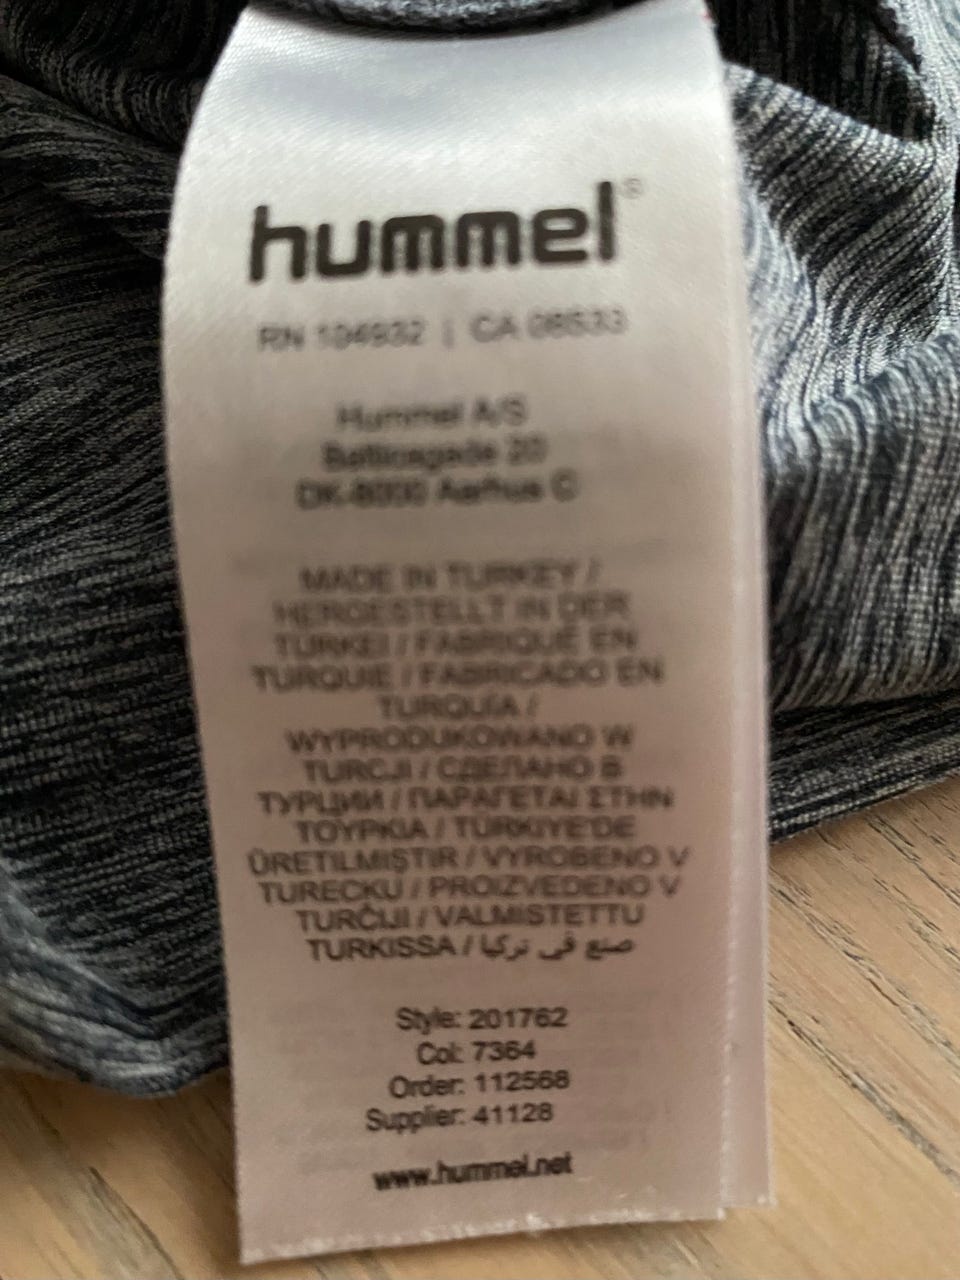 hummel®
RN 104932 | CA 08533
Hummel A/S
Balticagade 20
DK-8000 Aarhus C
MADE IN TURKEY /
HERGESTELLT IN DER
TÜRKEI / FABRIQUÉ EN
TURQUIE / FABRICADO EN
TURQUÍA /
WYPRODUKOWANO W
TURCJI / СДЕЛАНО В
ТУРЦИИ / ΠΑΡΑΓΕΤΑΙ ΣΤΗΝ
ΤΟΥΡΚΙΑ / TÜRKIYE'DE
ÜRETILMIŞTIR / VYROBENO V
TURECKU / PROIZVEDENO V
TURČIJI / VALMISTETTU
TURKISSA / صنع في تركيا
Style: 201762
Col: 7364
Order: 112568
Supplier: 41128
www.hummel.net